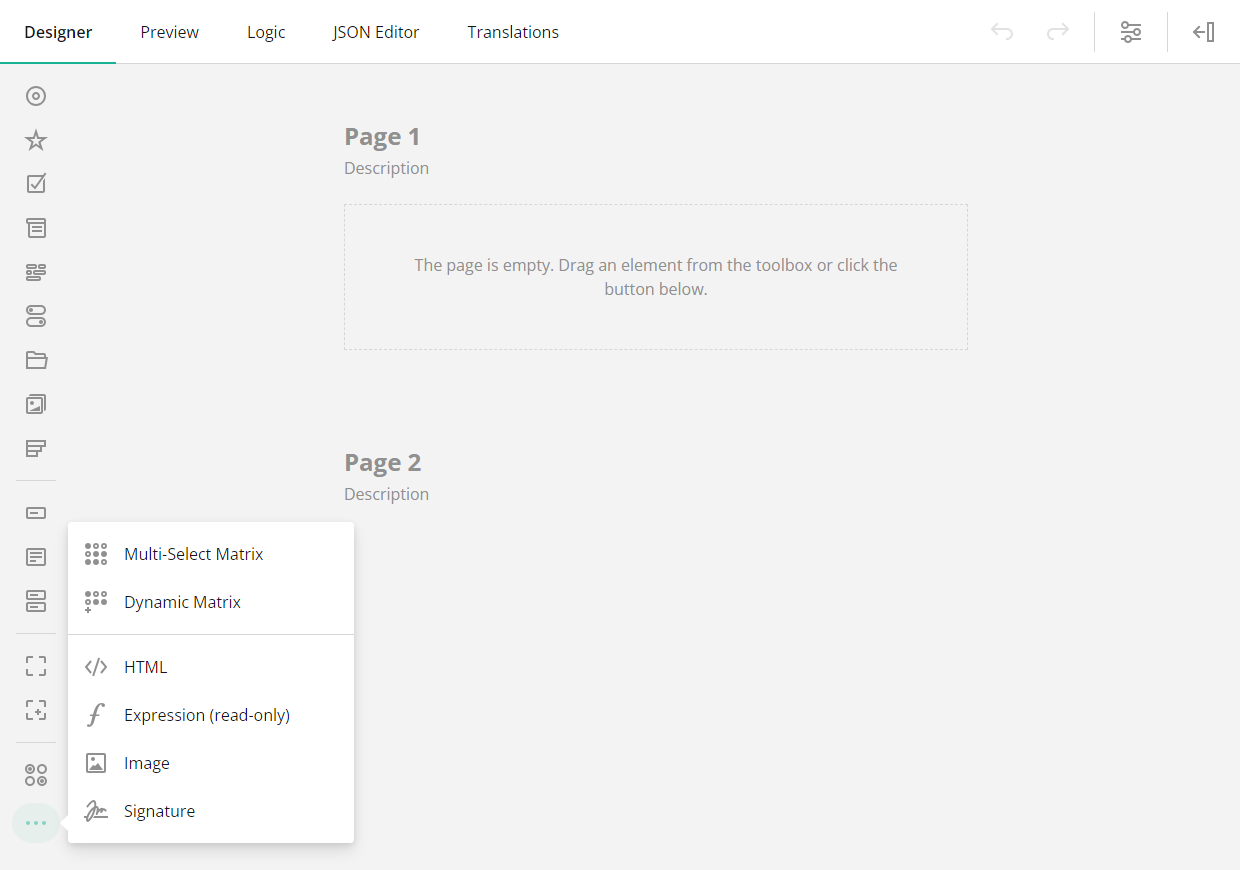 Designer Preview Logic JSON Editor Translations
Page 1
Description
The page is empty. Drag an element from the toolbox or click the
button below.
Page 2
Description
Multi-Select Matrix
Dynamic Matrix
HTML
Expression (read-only)
Image
Signature